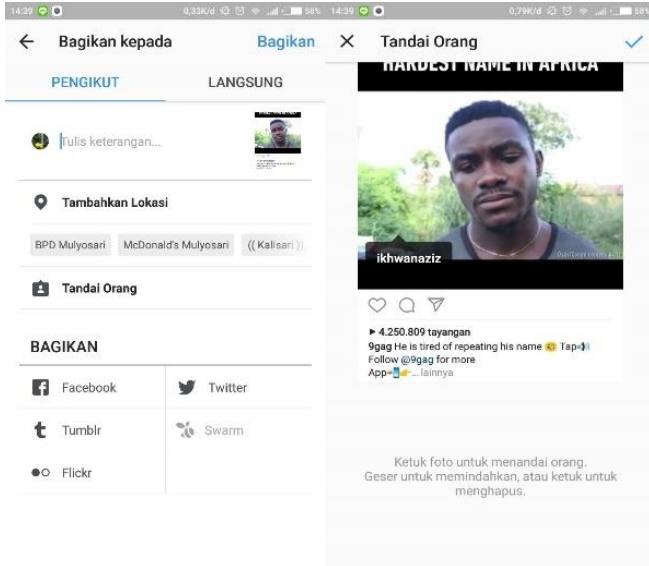 14:39
0,33K/d
58%
Bagikan kepada
Bagikan
PENGIKUT
LANGSUNG
Tulis keterangan...
Tambahkan Lokasi
BPD Mulyosari
McDonald's Mulyosari
(( Kalisari ))
Tandai Orang
BAGIKAN
Facebook
Twitter
Tumblr
Swarm
Flickr
14:39
0,79K/d
58%
Tandai Orang
HARDEST NAME IN AFRICA
ikhwanaziz
4.250.809 tayangan
9gag He is tired of repeating his name Tap
Follow @9gag for more
App ... lainnya
Ketuk foto untuk menandai orang.
Geser untuk memindahkan, atau ketuk untuk
menghapus.